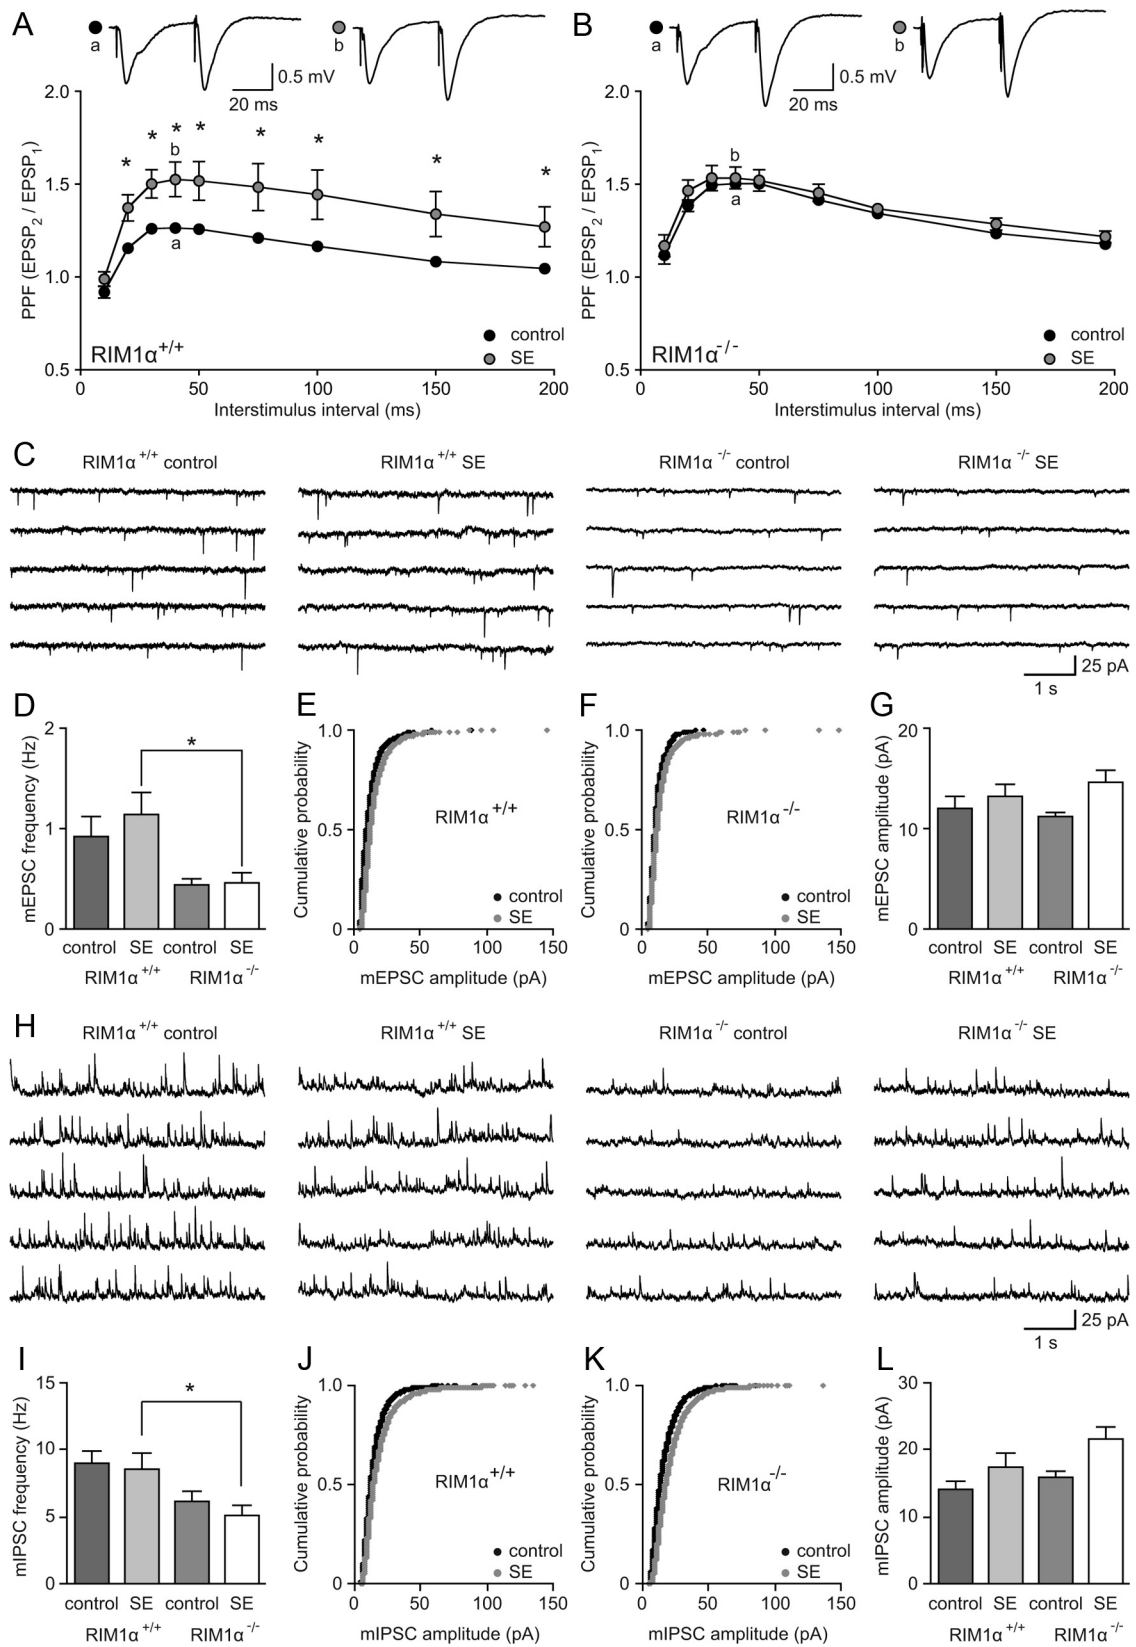 A
B
a
b
a
b
0.5 mV
20 ms
0.5 mV
20 ms
PPF (EPSP2 / EPSP1)
2.0
1.5
1.0
0.5
* * * * * * * *
b
a
RIM1α+/+
control
SE
0 50 100 150 200
Interstimulus interval (ms)
PPF (EPSP2 / EPSP1)
2.0
1.5
1.0
0.5
b
a
RIM1α-/-
control
SE
0 50 100 150 200
Interstimulus interval (ms)
C
RIM1α +/+ control
RIM1α +/+ SE
RIM1α -/- control
RIM1α -/- SE
25 pA
1 s
D
mEPSC frequency (Hz)
2
1
0
*
control SE control SE
RIM1α+/+ RIM1α-/-
E
Cumulative probability
1.0
0.5
0
RIM1α+/+
control
SE
0 50 100 150
mEPSC amplitude (pA)
F
Cumulative probability
1.0
0.5
0
RIM1α-/-
control
SE
0 50 100 150
mEPSC amplitude (pA)
G
mEPSC amplitude (pA)
20
10
0
control SE control SE
RIM1α+/+ RIM1α-/-
H
RIM1α +/+ control
RIM1α +/+ SE
RIM1α -/- control
RIM1α -/- SE
25 pA
1 s
I
mIPSC frequency (Hz)
15
10
5
0
*
control SE control SE
RIM1α+/+ RIM1α-/-
J
Cumulative probability
1.0
0.5
0
RIM1α+/+
control
SE
0 50 100 150
mIPSC amplitude (pA)
K
Cumulative probability
1.0
0.5
0
RIM1α-/-
control
SE
0 50 100 150
mIPSC amplitude (pA)
L
mIPSC amplitude (pA)
30
20
10
0
control SE control SE
RIM1α+/+ RIM1α-/-